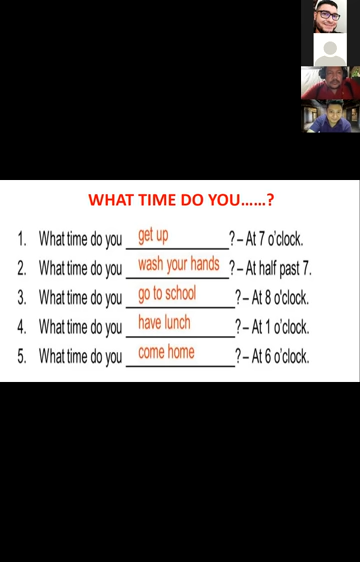 WHAT TIME DO YOU......?
1. What time do you get up ? – At 7 o'clock.
2. What time do you wash your hands ? – At half past 7.
3. What time do you go to school ? – At 8 o'clock.
4. What time do you have lunch ? – At 1 o'clock.
5. What time do you come home ? – At 6 o'clock.